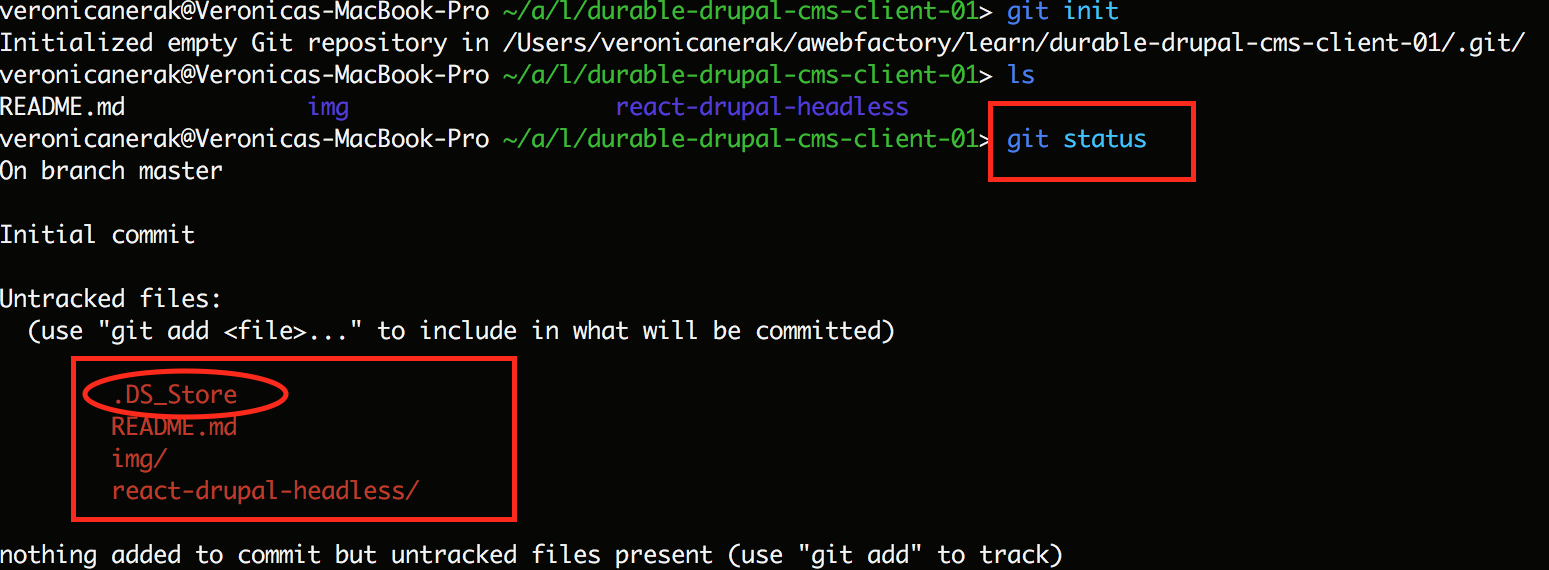 veronicanerak@Veronicas-MacBook-Pro ~/a/l/durable-drupal-cms-client-01> git init
Initialized empty Git repository in /Users/veronicanerak/awebfactory/learn/durable-drupal-cms-client-01/.git/
veronicanerak@Veronicas-MacBook-Pro ~/a/l/durable-drupal-cms-client-01> ls
README.md img react-drupal-headless
veronicanerak@Veronicas-MacBook-Pro ~/a/l/durable-drupal-cms-client-01> git status
On branch master
Initial commit
Untracked files:
(use "git add <file>..." to include in what will be committed)
.DS_Store
README.md
img/
react-drupal-headless/
nothing added to commit but untracked files present (use "git add" to track)